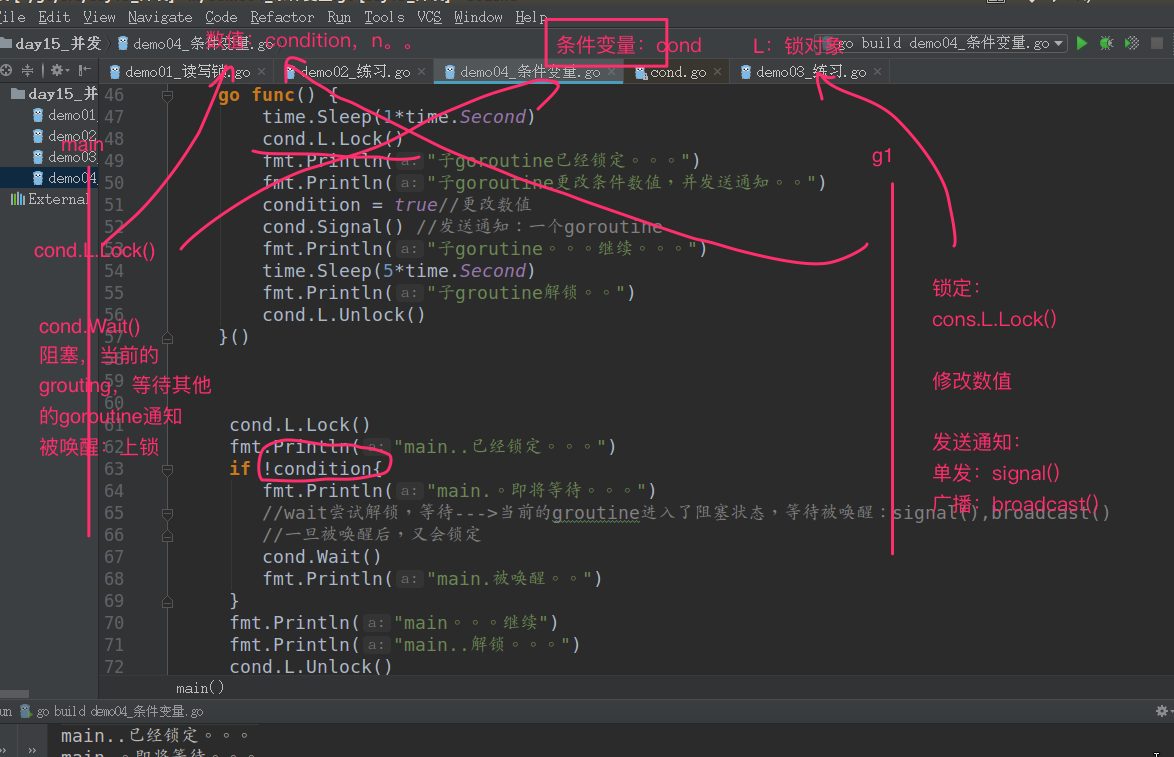 File Edit View Navigate Code Refactor Run Tools VCS Window Help
day15_并发 demo04_条件变量.go go build demo04_条件变量.go
数值：condition，n。。 条件变量：cond L：锁对象
demo01_读写锁.go demo02_练习.go demo04_条件变量.go cond.go demo03_练习.go
day15_并
demo01_
demo02_
demo03_
demo04_
External
main
g1
46 go func() {
47 time.Sleep(1*time.Second)
48 cond.L.Lock()
49 fmt.Println( a: "子goroutine已经锁定。。。")
50 fmt.Println( a: "子goroutine更改条件数值，并发送通知。。")
51 condition = true//更改数值
52 cond.Signal() //发送通知：一个goroutine
53 fmt.Println( a: "子gorutine。。。继续。。。")
54 time.Sleep(5*time.Second)
55 fmt.Println( a: "子groutine解锁。。")
56 cond.L.Unlock()
57 }()
59
60
61 cond.L.Lock()
62 fmt.Println( a: "main..已经锁定。。。")
63 if !condition{
64 fmt.Println( a: "main.。即将等待。。。")
65 //wait尝试解锁，等待--->当前的groutine进入了阻塞状态，等待被唤醒：signal(),broadcast()
66 //一旦被唤醒后，又会锁定
67 cond.Wait()
68 fmt.Println( a: "main.被唤醒。。")
69 }
70 fmt.Println( a: "main。。。继续")
71 fmt.Println( a: "main..解锁。。。")
72 cond.L.Unlock()
cond.L.Lock()
cond.Wait()
阻塞，当前的
grouting，等待其他
的goroutine通知
被唤醒：上锁
锁定：
cons.L.Lock()
修改数值
发送通知：
单发：signal()
广播：broadcast()
main()
un go build demo04_条件变量.go
main..已经锁定。。。
main.。即将等待。。。